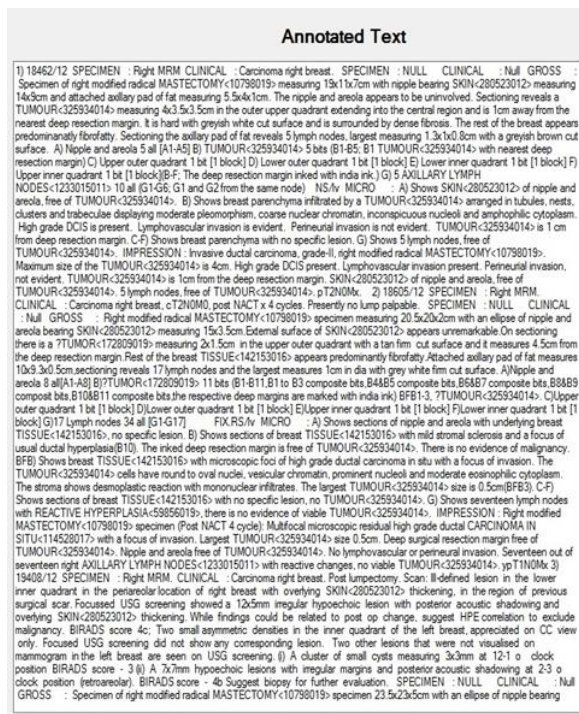 Annotated Text
1) 18462/12 SPECIMEN : Right MRM CLINICAL : Carcinoma right breast. SPECIMEN : NULL CLINICAL : Null GROSS :
Specimen of right modified radical MASTECTOMY<10798019> measuring 19x11x7cm with nipple bearing SKIN<280523012> measuring
14x9cm and attached axillary pad of fat measuring 5.5x4x1cm. The nipple and areola appears to be uninvolved. Sectioning reveals a
TUMOUR<325934014> measuring 4x3.5x3.5cm in the outer upper quadrant extending into the central region and is 1cm away from the
nearest deep resection margin. It is hard with greyish white cut surface and is surrounded by dense fibrosis. The rest of the breast appears
predominanatly fibrofatty. Sectioning the axillary pad of fat reveals 5 lymph nodes, largest measuring 1.3x1x0.8cm with a greyish brown cut
surface. A) Nipple and areola 5 all [A1-A5] B) TUMOUR<325934014> 5 bits (B1-B5; B1 TUMOUR<325934014> with nearest deep
resection margin) C) Upper outer quadrant 1 bit [1 block] D) Lower outer quadrant 1 bit [1 block] E) Lower inner quadrant 1 bit [1 block] F)
Upper inner quadrant 1 bit [1 block](B-F; The deep resection margin inked with india ink.) G) 5 AXILLARY LYMPH
NODES<1233015011> 10 all (G1-G6; G1 and G2 from the same node) NS/lv MICRO : A) Shows SKIN<280523012> of nipple and
areola, free of TUMOUR<325934014>. B) Shows breast parenchyma infiltrated by a TUMOUR<325934014> arranged in tubules, nests,
clusters and trabeculae displaying moderate pleomorphism, coarse nuclear chromatin, inconspicuous nucleoli and amphophilic cytoplasm.
High grade DCIS is present. Lymphovascular invasion is evident. Perineurial invasion is not evident. TUMOUR<325934014> is 1 cm
from deep resection margin. C-F) Shows breast parenchyma with no specific lesion. G) Shows 5 lymph nodes, free of
TUMOUR<325934014>. IMPRESSION : Invasive ductal carcinoma, grade-II, right modified radical MASTECTOMY<10798019>.
Maximum size of the TUMOUR<325934014> is 4cm. High grade DCIS present. Lymphovascular invasion present. Perineurial invasion,
not evident. TUMOUR<325934014> is 1cm from the deep resection margin. SKIN<280523012> of nipple and areola, free of
TUMOUR<325934014>. 5 lymph nodes, free of TUMOUR<325934014>. pT2N0Mx. 2) 18605/12 SPECIMEN : Right MRM.
CLINICAL : Carcinoma right breast, cT2N0M0, post NACT x 4 cycles. Presently no lump palpable. SPECIMEN : NULL CLINICAL
: Null GROSS : Right modified radical MASTECTOMY<10798019> specimen measuring 20.5x20x2cm with an ellipse of nipple and
areola bearing SKIN<280523012> measuring 15x3.5cm.External surface of SKIN<280523012> appears unremarkable.On sectioning
there is a ?TUMOR<172809019> measuring 2x1.5cm in the upper outer quadrant with a tan firm cut surface and it measures 4.5cm from
the deep resection margin.Rest of the breast TISSUE<142153016> appears predominantly fibrofatty.Attached axillary pad of fat measures
10x9.3x0.5cm,sectioning reveals 17 lymph nodes and the largest measures 1cm in dia with grey white firm cut surface. A)Nipple and
areola 8 all[A1-A8] B)?TUMOR<172809019> 11 bits (B1-B11,B1 to B3 composite bits,B4&B5 composite bits,B6&B7 composite bits,B8&B9
composit bits,B10&B11 composite bits,the respective deep margins are marked with india ink) BFB1-3, ?TUMOUR<325934014>. C)Upper
outer quadrant 1 bit [1 block] D)Lower outer quadrant 1 bit [1 block] E)Upper inner quadrant 1 bit [1 block] F)Lower inner quadrant 1 bit [1
block] G)17 Lymph nodes 34 all [G1-G17] FIX.RS/lv MICRO : A) Shows sections of nipple and areola with underlying breast
TISSUE<142153016>, no specific lesion. B) Shows sections of breast TISSUE<142153016> with mild stromal sclerosis and a focus of
usual ductal hyperplasia(B10). The inked deep resection margin is free of TUMOUR<325934014>. There is no evidence of malignancy.
BFB) Shows breast TISSUE<142153016> with microscopic foci of high grade ductal carcinoma in situ with a focus of invasion. The
TUMOUR<325934014> cells have round to oval nuclei, vesicular chromatin, prominent nucleoli and moderate eosinophilic cytoplasm.
The stroma shows desmoplastic reaction with mononuclear infiltrates. The largest TUMOUR<325934014> size is 0.5cm(BFB3). C-F)
Shows sections of breast TISSUE<142153016> with no specific lesion, no TUMOUR<325934014>. G) Shows seventeen lymph nodes
with REACTIVE HYPERPLASIA<59856019>, there is no evidence of viable TUMOUR<325934014>. IMPRESSION : Right modified
MASTECTOMY<10798019> specimen (Post NACT 4 cycle): Multifocal microscopic residual high grade ductal CARCINOMA IN
SITU<114528017> with a focus of invasion. Largest TUMOUR<325934014> size 0.5cm. Deep surgical resection margin free of
TUMOUR<325934014>. Nipple and areola free of TUMOUR<325934014>. No lymphovascular or perineural invasion. Seventeen out of
seventeen right AXILLARY LYMPH NODES<1233015011> with reactive changes, no viable TUMOUR<325934014>. ypT1N0Mx 3)
19408/12 SPECIMEN : Right MRM. CLINICAL : Carcinoma right breast. Post lumpectomy. Scan: Ill-defined lesion in the lower
inner quadrant in the periareolar location of right breast with overlying SKIN<280523012> thickening, in the region of previous
surgical scar. Focussed USG screening showed a 12x5mm irregular hypoechoic lesion with posterior acoustic shadowing and
overlying SKIN<280523012> thickening. While findings could be related to post op change, suggest HPE correlation to exclude
malignancy. BIRADS score 4c; Two small asymmetric densities in the inner quadrant of the left breast, appreciated on CC view
only. Focused USG screening did not show any corresponding lesion. Two other lesions that were not visualised on
mammogram in the left breast are seen on USG screening. (i) A cluster of small cysts measuring 3x3mm at 12-1 o clock
position BIRADS score - 3 (ii) A 7x7mm hypoechoic lesions with irregular margins and posterior acoustic shadowing at 2-3 o
clock position (retroareolar). BIRADS score - 4b Suggest biopsy for further evaluation. SPECIMEN : NULL CLINICAL : Null
GROSS : Specimen of right modified radical MASTECTOMY<10798019> specimen 23.5x23x5cm with an ellipse of nipple bearing